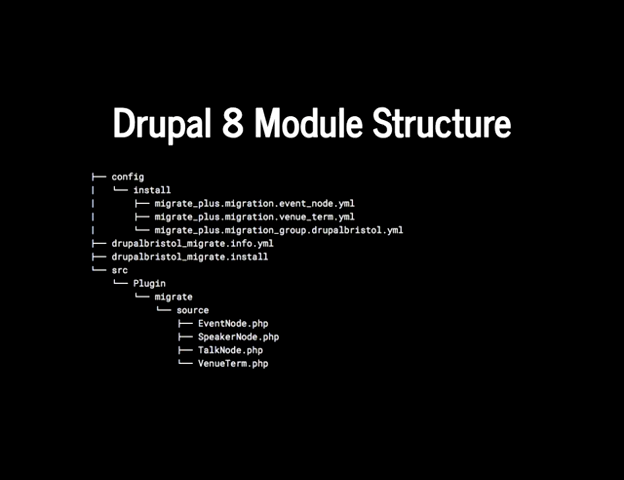 Drupal 8 Module Structure
├── config
│   └── install
│       ├── migrate_plus.migration.event_node.yml
│       ├── migrate_plus.migration.venue_term.yml
│       └── migrate_plus.migration_group.drupalbristol.yml
├── drupalbristol_migrate.info.yml
├── drupalbristol_migrate.install
└── src
    └── Plugin
        └── migrate
            └── source
                ├── EventNode.php
                ├── SpeakerNode.php
                ├── TalkNode.php
                └── VenueTerm.php